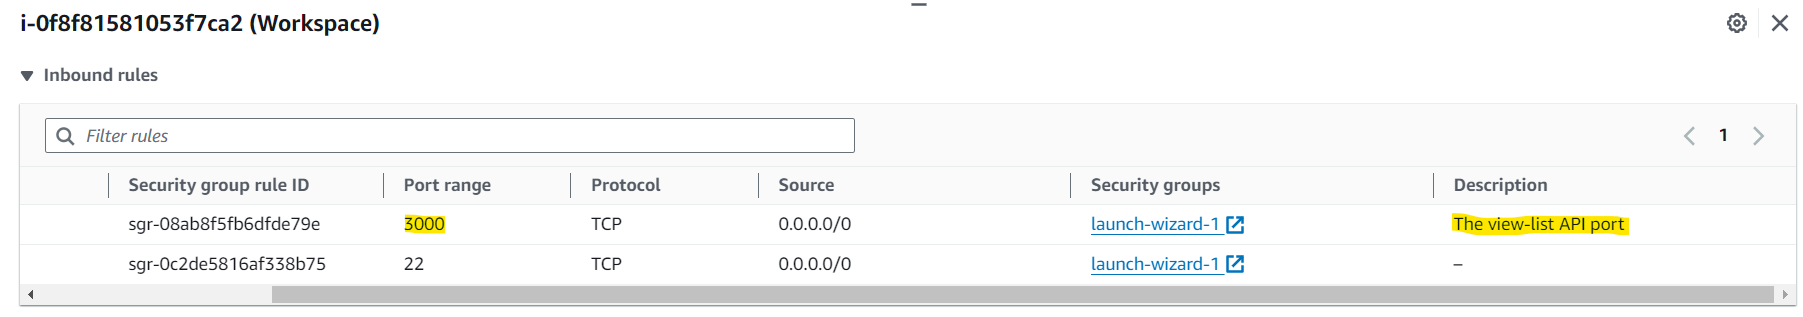 i-0f8f81581053f7ca2 (Workspace)
Inbound rules
Filter rules
1
Security group rule ID Port range Protocol Source Security groups Description
sgr-08ab8f5fb6dfde79e 3000 TCP 0.0.0.0/0 launch-wizard-1 The view-list API port
sgr-0c2de5816af338b75 22 TCP 0.0.0.0/0 launch-wizard-1 –